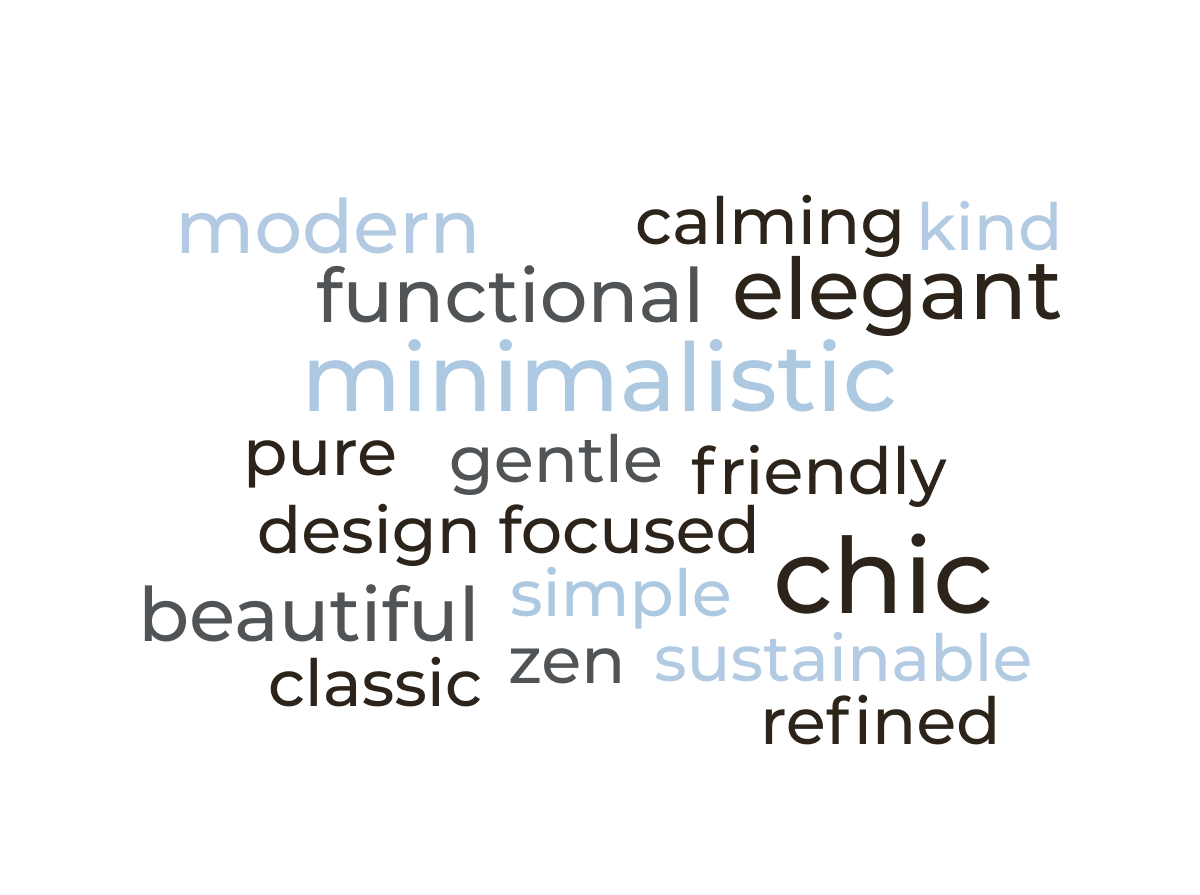 modern
calming kind
functional elegant
minimalistic
pure gentle friendly
design focused
chic
beautiful simple
classic zen sustainable
refined